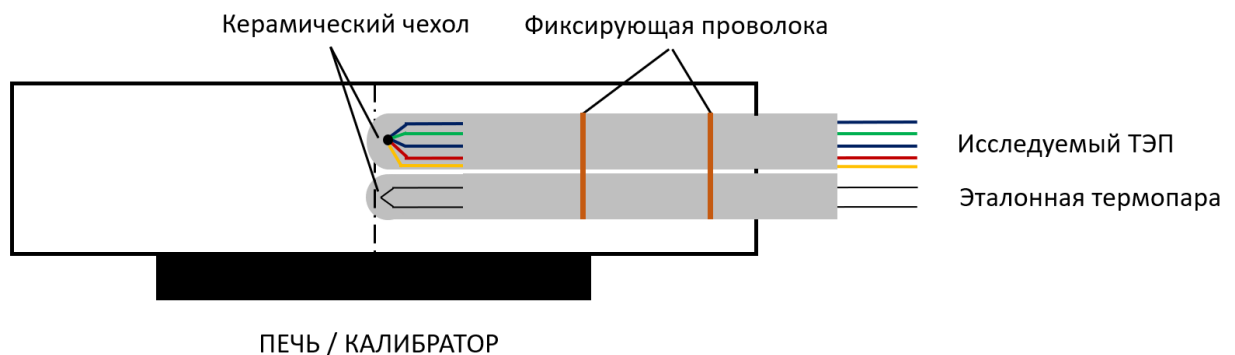 Керамический чехол
Фиксирующая проволока
Исследуемый ТЭП
Эталонная термопара
ПЕЧЬ / КАЛИБРАТОР